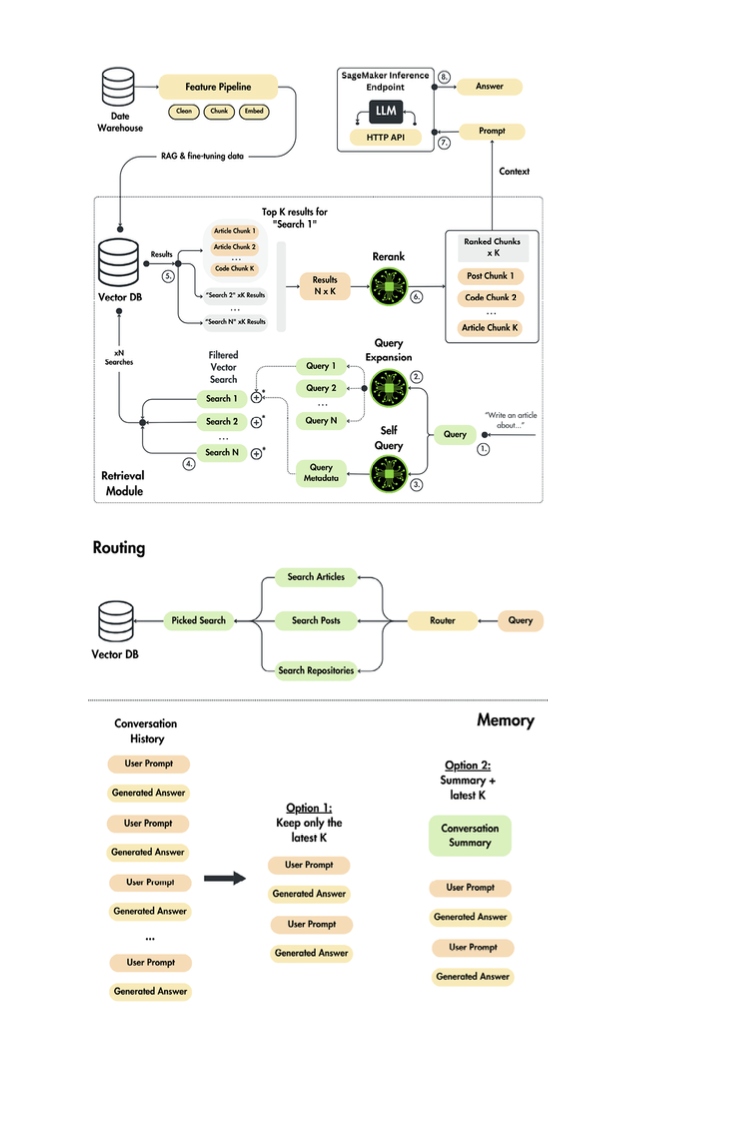 Date
Warehouse
Feature Pipeline
Clean
Chunk
Embed
RAG & fine-tuning data
SageMaker Inference
Endpoint
LLM
HTTP API
8.
Answer
7.
Prompt
Context
Vector DB
Results
5.
Top K results for
"Search 1"
Article Chunk 1
Article Chunk 2
...
Code Chunk K
"Search 2" xK Results
...
"Search N" xK Results
Results
N x K
Rerank
6.
Ranked Chunks
x K
Post Chunk 1
Code Chunk 2
...
Article Chunk K
xN
Searches
Filtered
Vector
Search
Search 1
+*
Search 2
+*
...
Search N
+*
4.
Query 1
Query 2
...
Query N
Query
Metadata
Query
Expansion
2.
Self
Query
3.
Query
1.
"Write an article
about..."
Retrieval
Module
Routing
Vector DB
Picked Search
Search Articles
Search Posts
Search Repositories
Router
Query
Memory
Conversation
History
User Prompt
Generated Answer
User Prompt
Generated Answer
User Prompt
Generated Answer
...
User Prompt
Generated Answer
Option 1:
Keep only the
latest K
User Prompt
Generated Answer
User Prompt
Generated Answer
Option 2:
Summary +
latest K
Conversation
Summary
User Prompt
Generated Answer
User Prompt
Generated Answer